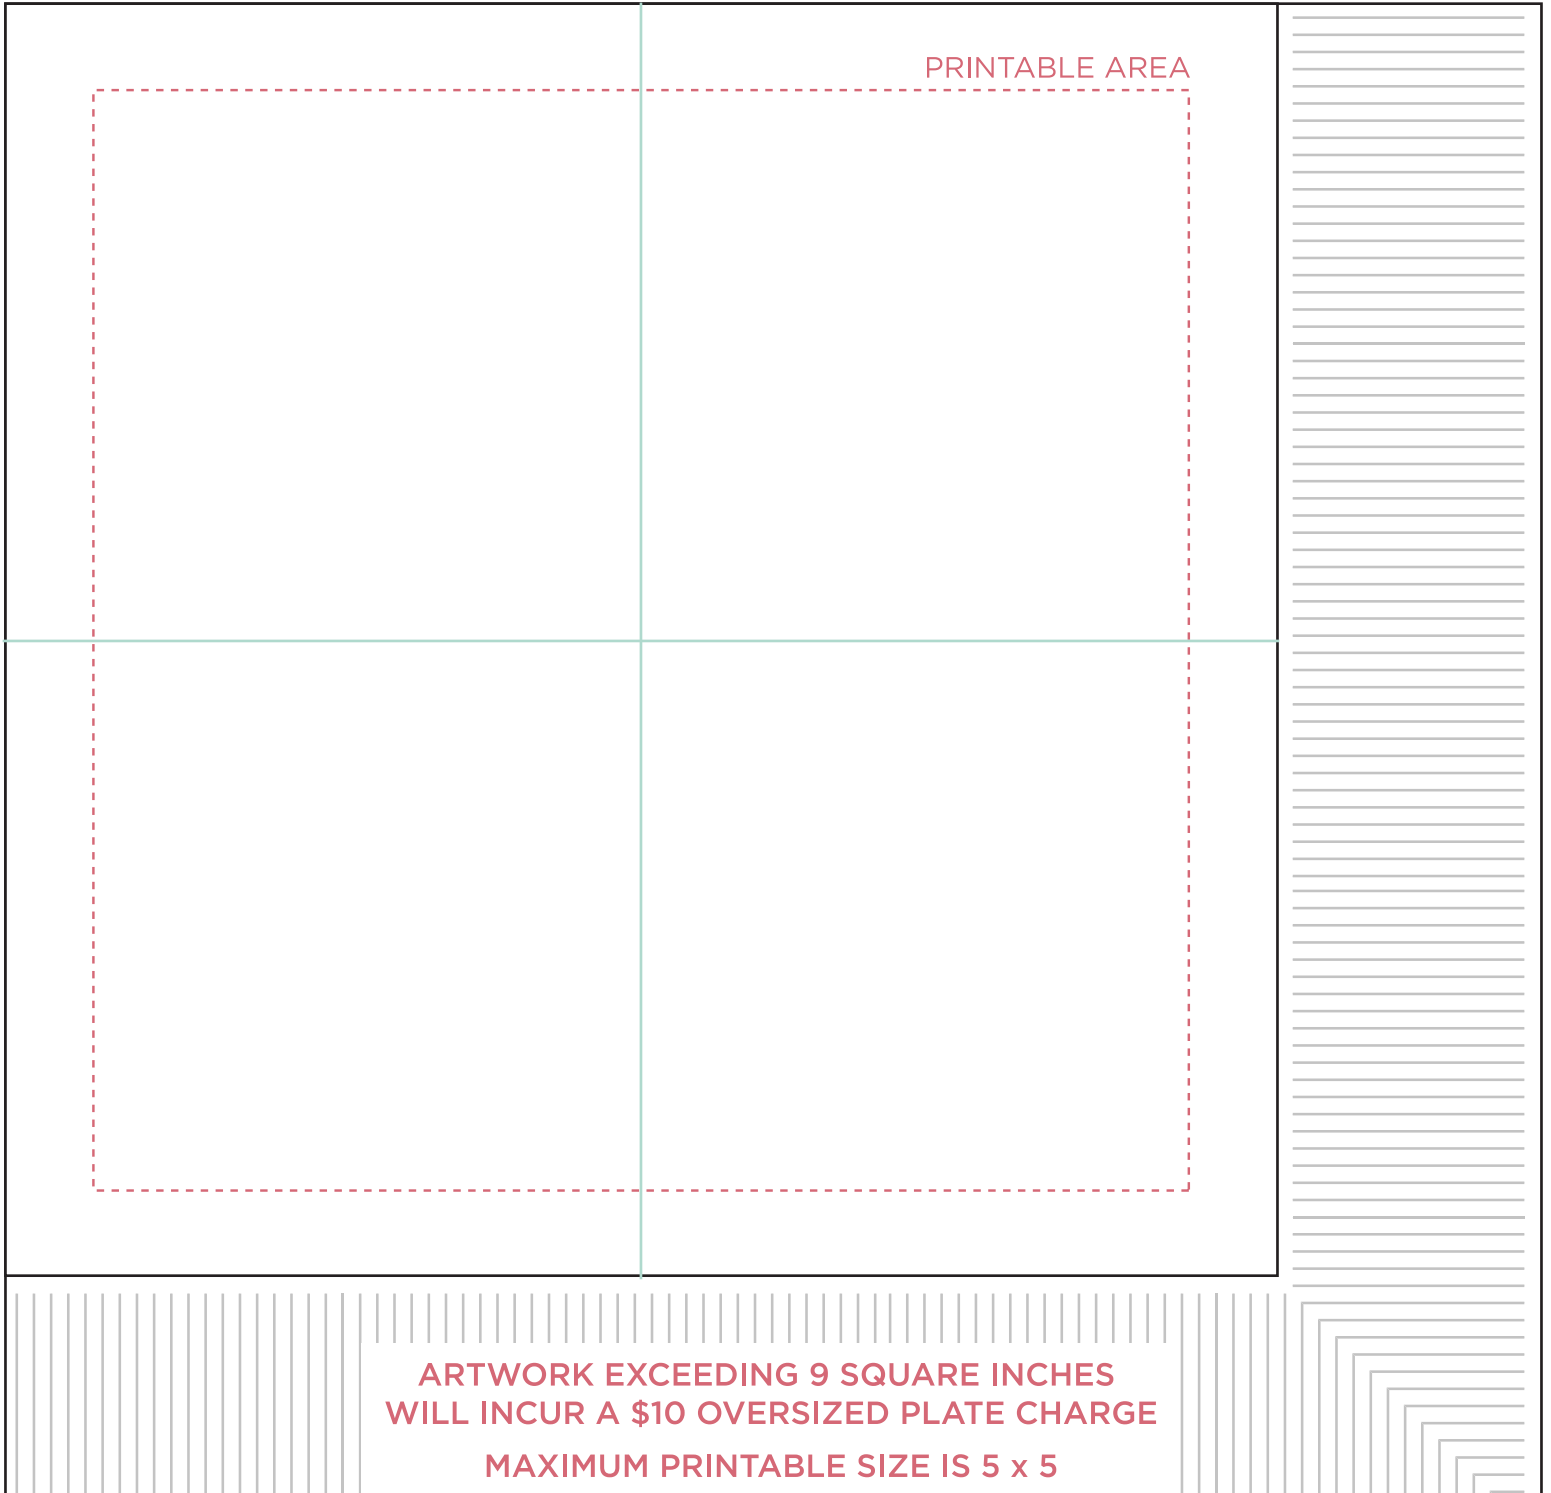 PRINTABLE AREA
ARTWORK EXCEEDING 9 SQUARE INCHES
WILL INCUR A $10 OVERSIZED PLATE CHARGE
MAXIMUM PRINTABLE SIZE IS 5 x 5